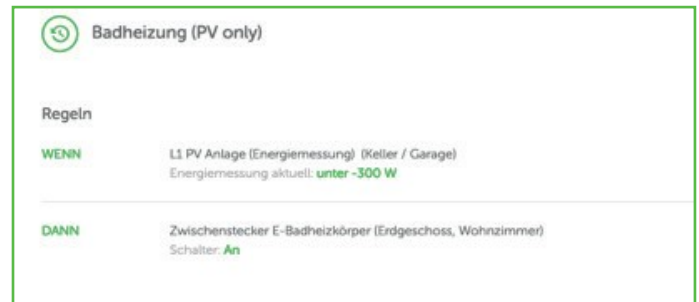 Badheizung (PV only)
Regeln
WENN L1 PV Anlage (Energiemessung) (Keller / Garage)
Energiemessung aktuell: unter -300 W
DANN Zwischenstecker E-Badheizkörper (Erdgeschoss, Wohnzimmer)
Schalter: An